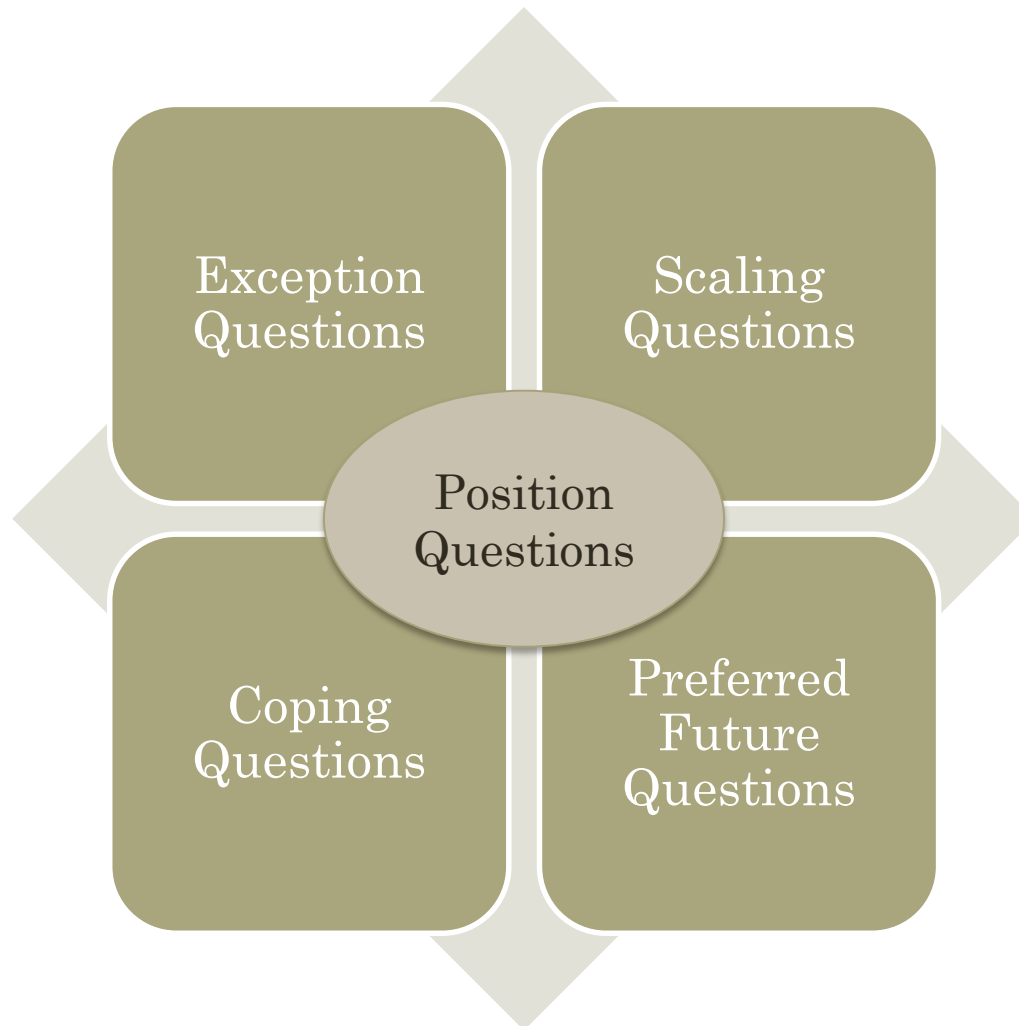 Exception
Questions
Scaling
Questions
Position
Questions
Coping
Questions
Preferred
Future
Questions